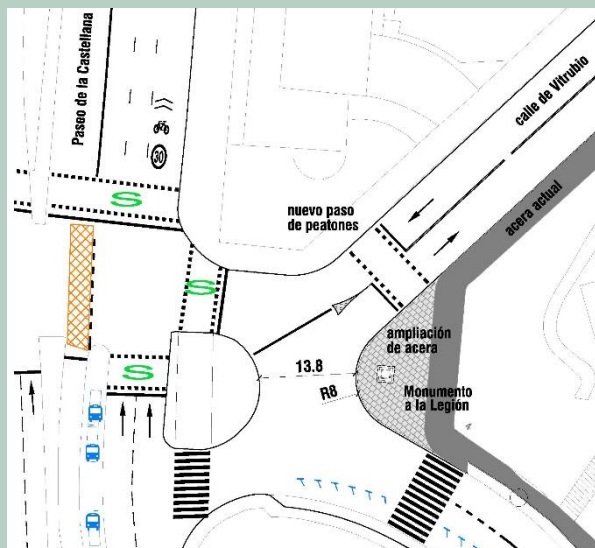 Paseo de la Castellana
30
calle de Vitrubio
nuevo paso
de peatones
acera actual
S
S
S
ampliación
de acera
13.8
R8
Monumento
a la Legión